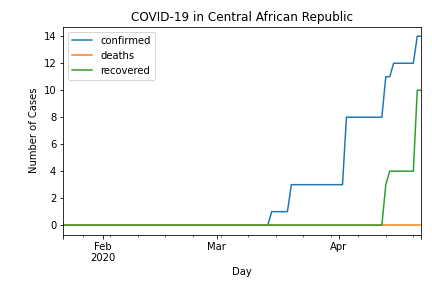 COVID-19 in Central African Republic
confirmed
deaths
recovered
14
12
10
8
6
4
2
0
Number of Cases
Feb
2020
Mar
Apr
Day